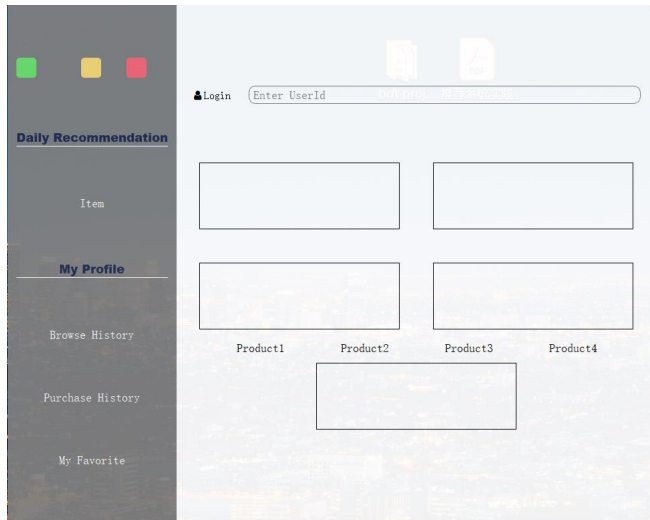 Login
Enter UserId
Daily Recommendation
Item
My Profile
Browse History
Purchase History
My Favorite
Product1
Product2
Product3
Product4